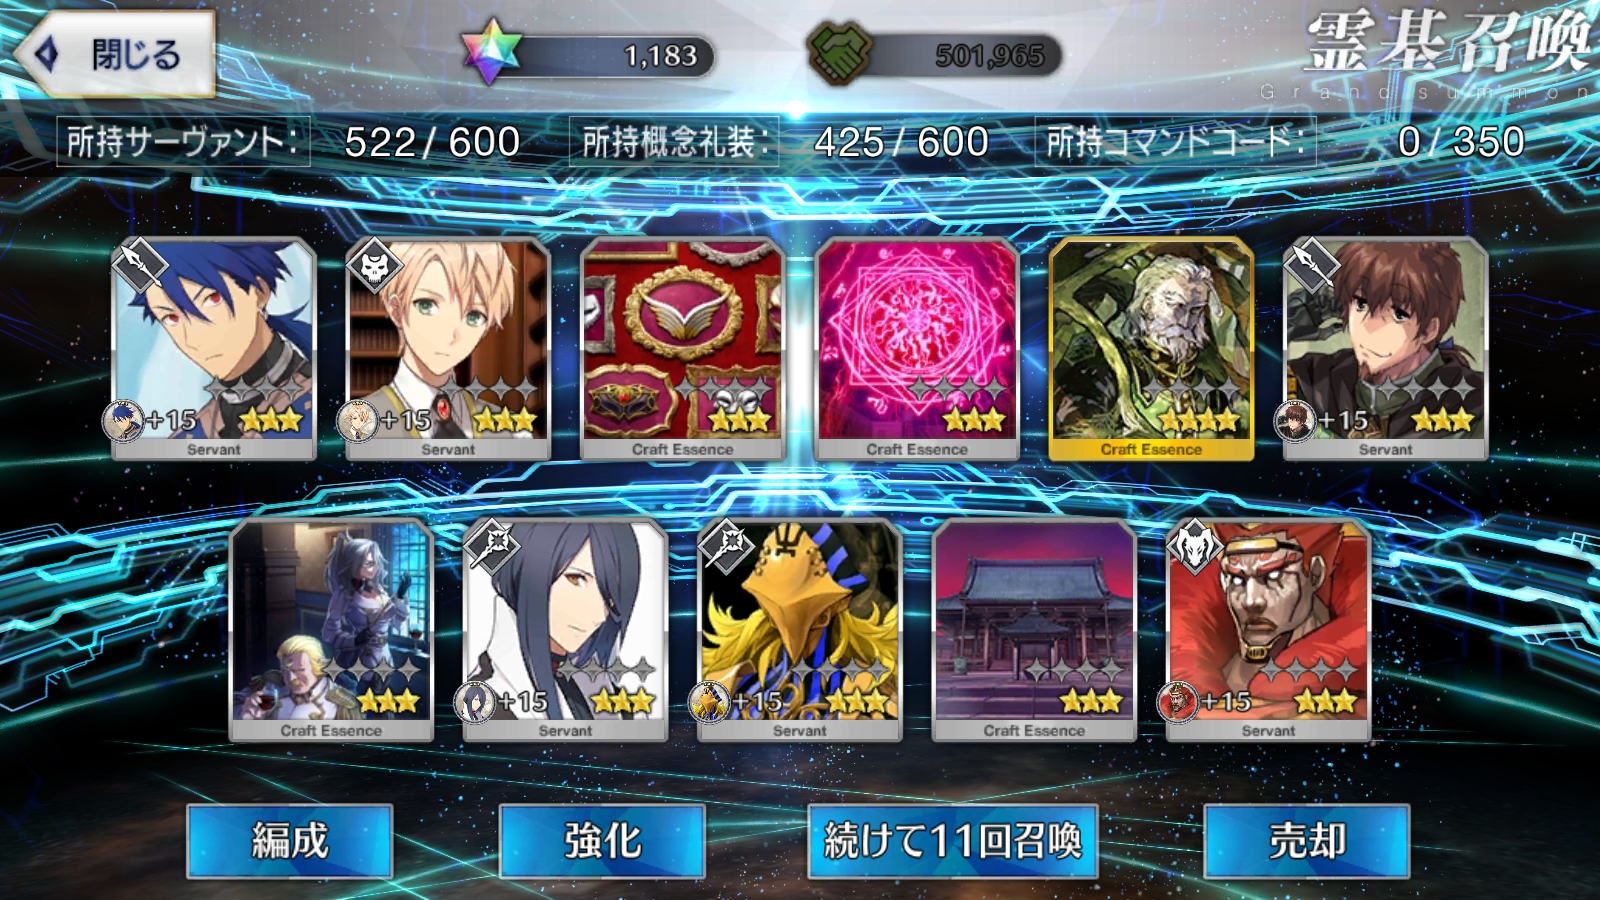 閉じる
1,183
501,965
霊基召喚
Grand summon
所持サーヴァント: 522 / 600
所持概念礼装: 425 / 600
所持コマンドコード: 0 / 350
+15
+15
+15
Servant
Servant
Craft Essence
Craft Essence
Craft Essence
Servant
+15
+15
+15
Craft Essence
Servant
Servant
Craft Essence
Servant
編成
強化
続けて11回召喚
売却